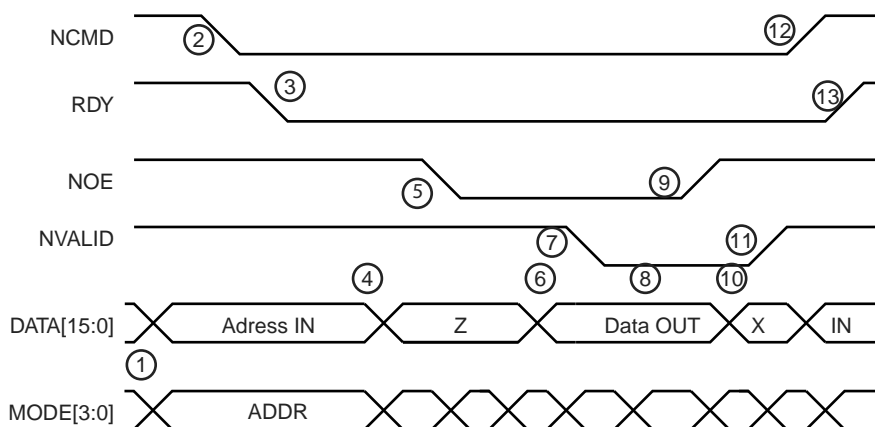 NCMD 2 12
RDY 3 13
NOE 5 9
NVALID 7 11
4 6 8 10
DATA[15:0] Adress IN Z Data OUT X IN
1
MODE[3:0] ADDR